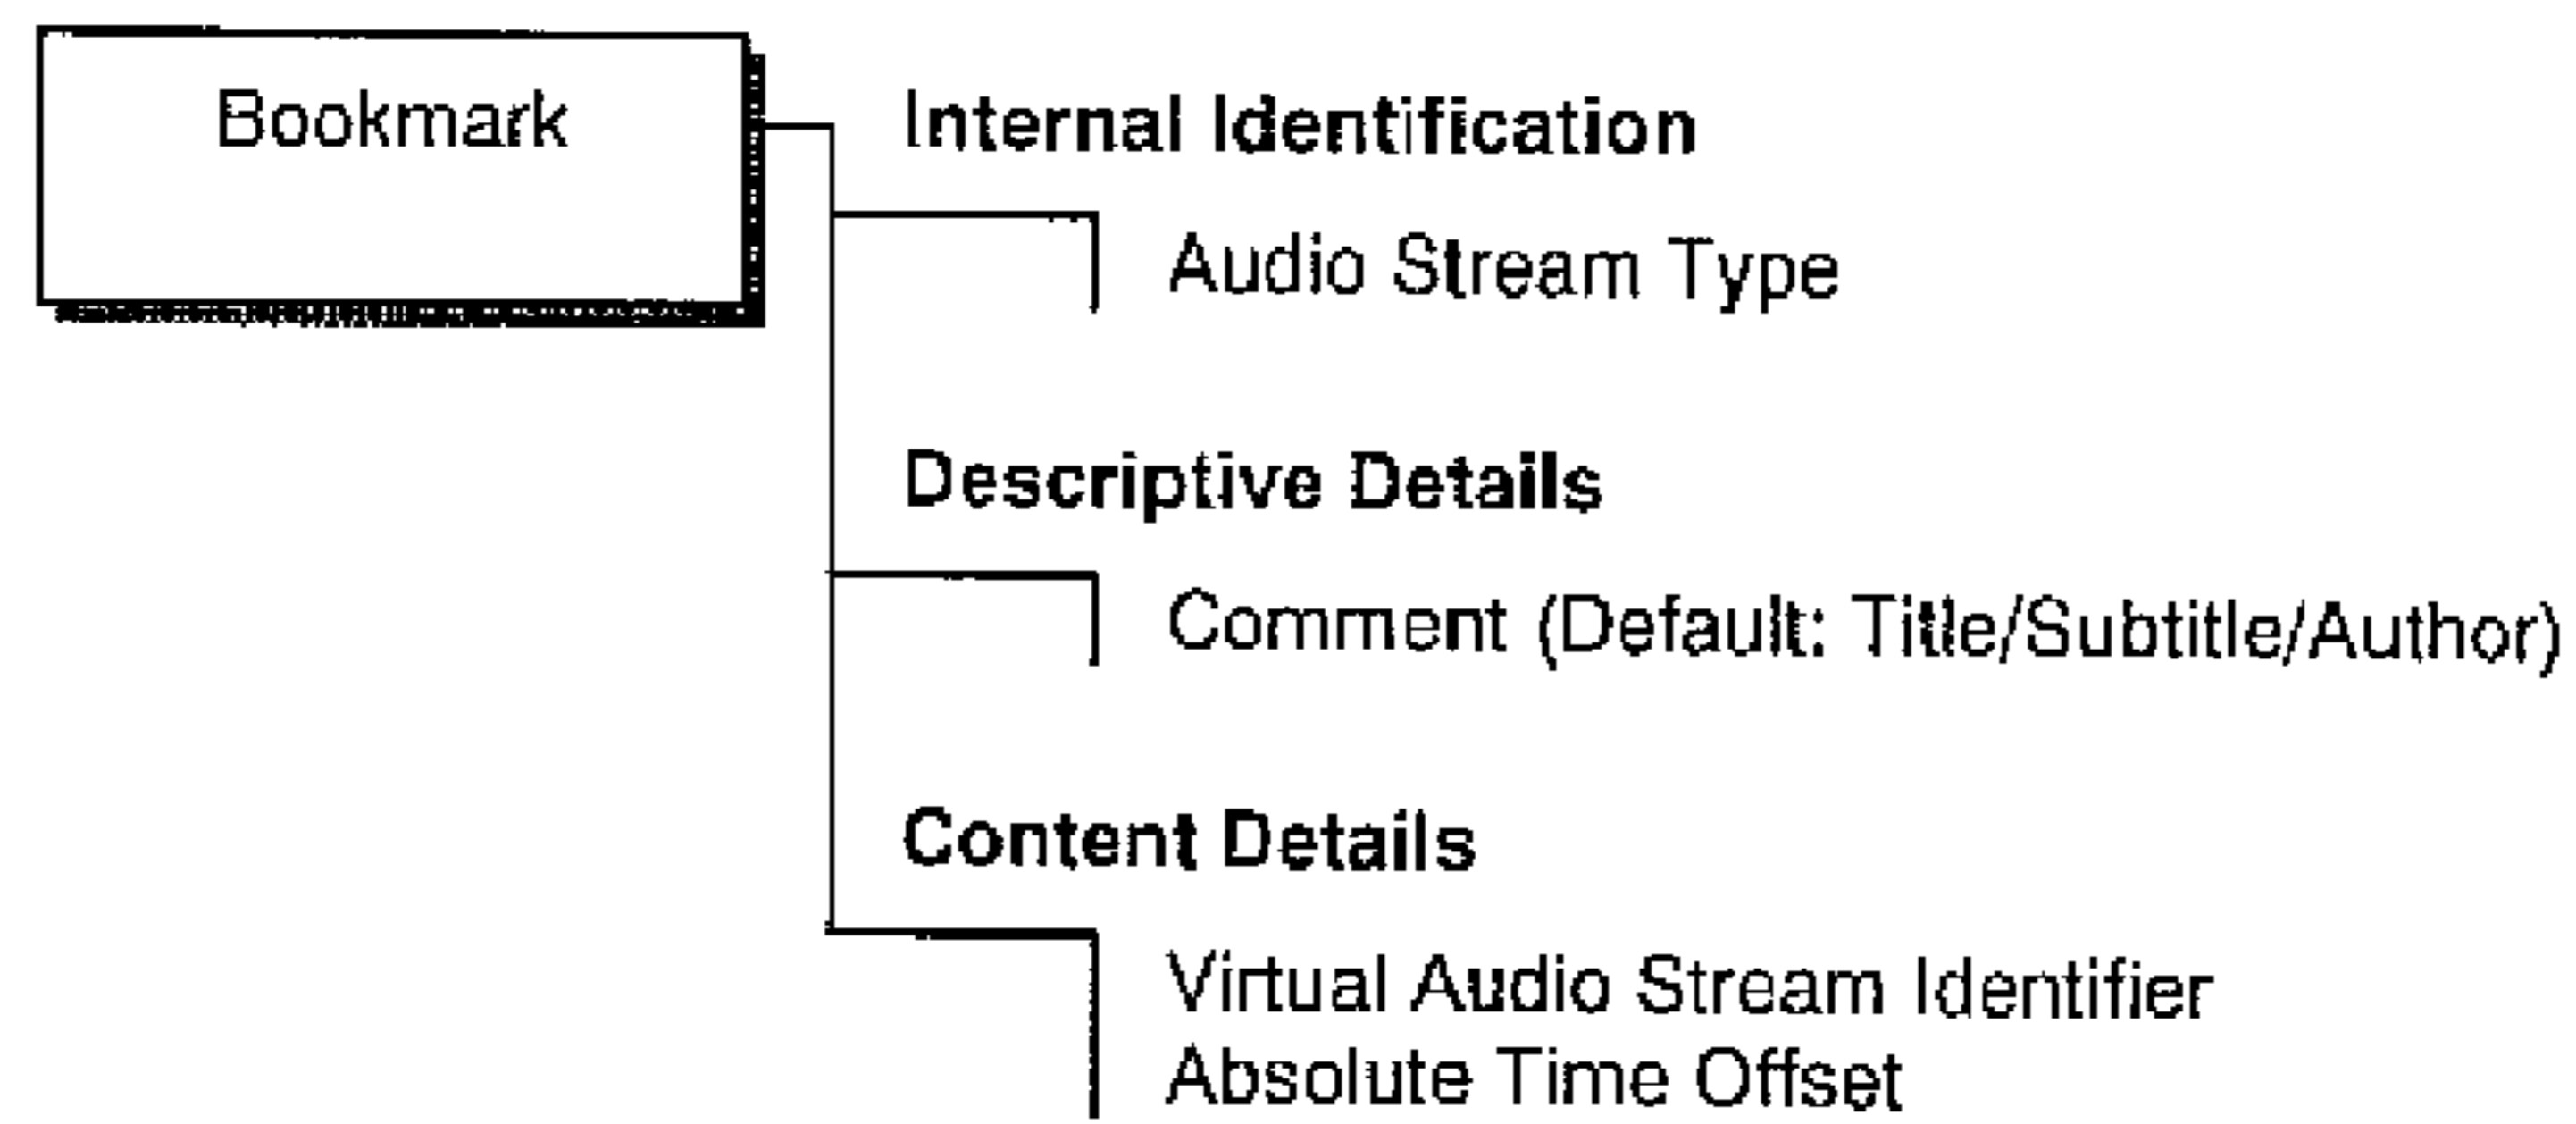 Bookmark
Internal Identification
Audio Stream Type
Descriptive Details
Comment (Default: Title/Subtitle/Author)
Content Details
Virtual Audio Stream Identifier
Absolute Time Offset